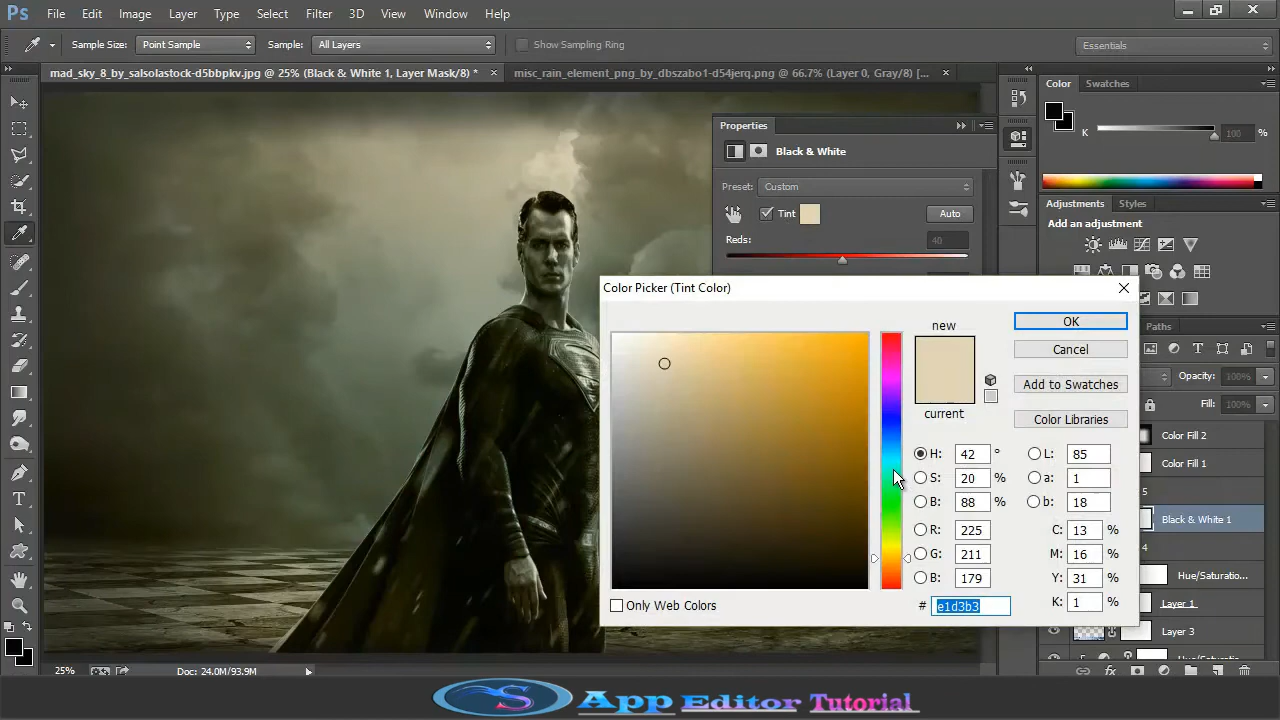 Ps File Edit Image Layer Type Select Filter 3D View Window Help
Sample Size: Point Sample Sample: All Layers Show Sampling Ring Essentials
mad_sky_8_by_salsolastock-d5bbpkv.jpg @ 25% (Black & White 1, Layer Mask/8) * × misc_rain_element_png_by_dbszabo1-d54jerq.png @ 66.7% (Layer 0, Gray/8) [... ×
Color Swatches
K 100 %
Properties
Black & White
Preset: Custom
Tint Auto
Reds: 40
Adjustments Styles
Add an adjustment
Color Picker (Tint Color)
new
current
OK
Cancel
Add to Swatches
Color Libraries
H: 42 °
S: 20 %
B: 88 %
R: 225
G: 211
B: 179
# e1d3b3
L: 85
a: 1
b: 18
C: 13 %
M: 16 %
Y: 31 %
K: 1 %
Only Web Colors
Paths
Opacity: 100%
Fill: 100%
Color Fill 2
Color Fill 1
5
Black & White 1
4
Hue/Saturatio...
Layer 1
Layer 3
Hue/Saturatio...
25% Doc: 24.0M/93.9M
S App Editor Tutorial